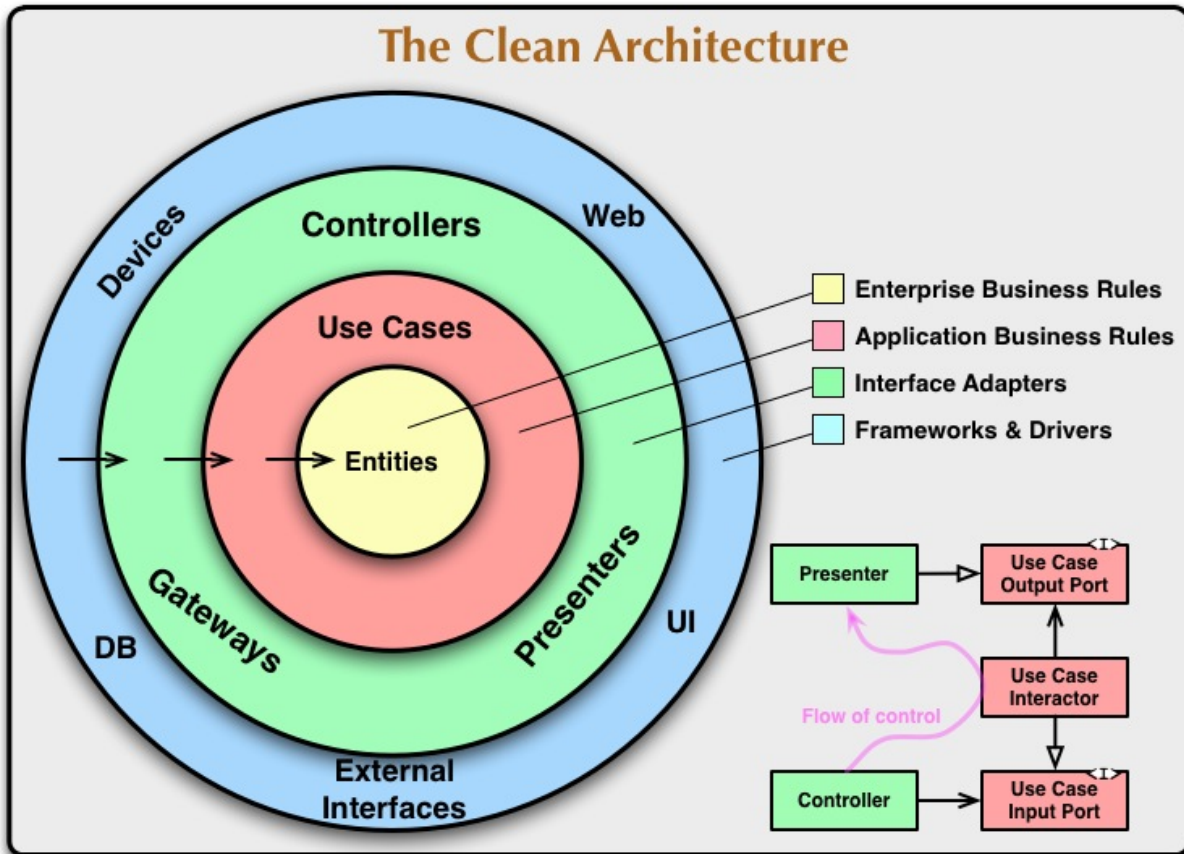 The Clean Architecture
Devices
Web
Controllers
Use Cases
Entities
Gateways
Presenters
DB
UI
External
Interfaces
Enterprise Business Rules
Application Business Rules
Interface Adapters
Frameworks & Drivers
Presenter
<I>
Use Case
Output Port
Use Case
Interactor
Flow of control
Controller
<I>
Use Case
Input Port